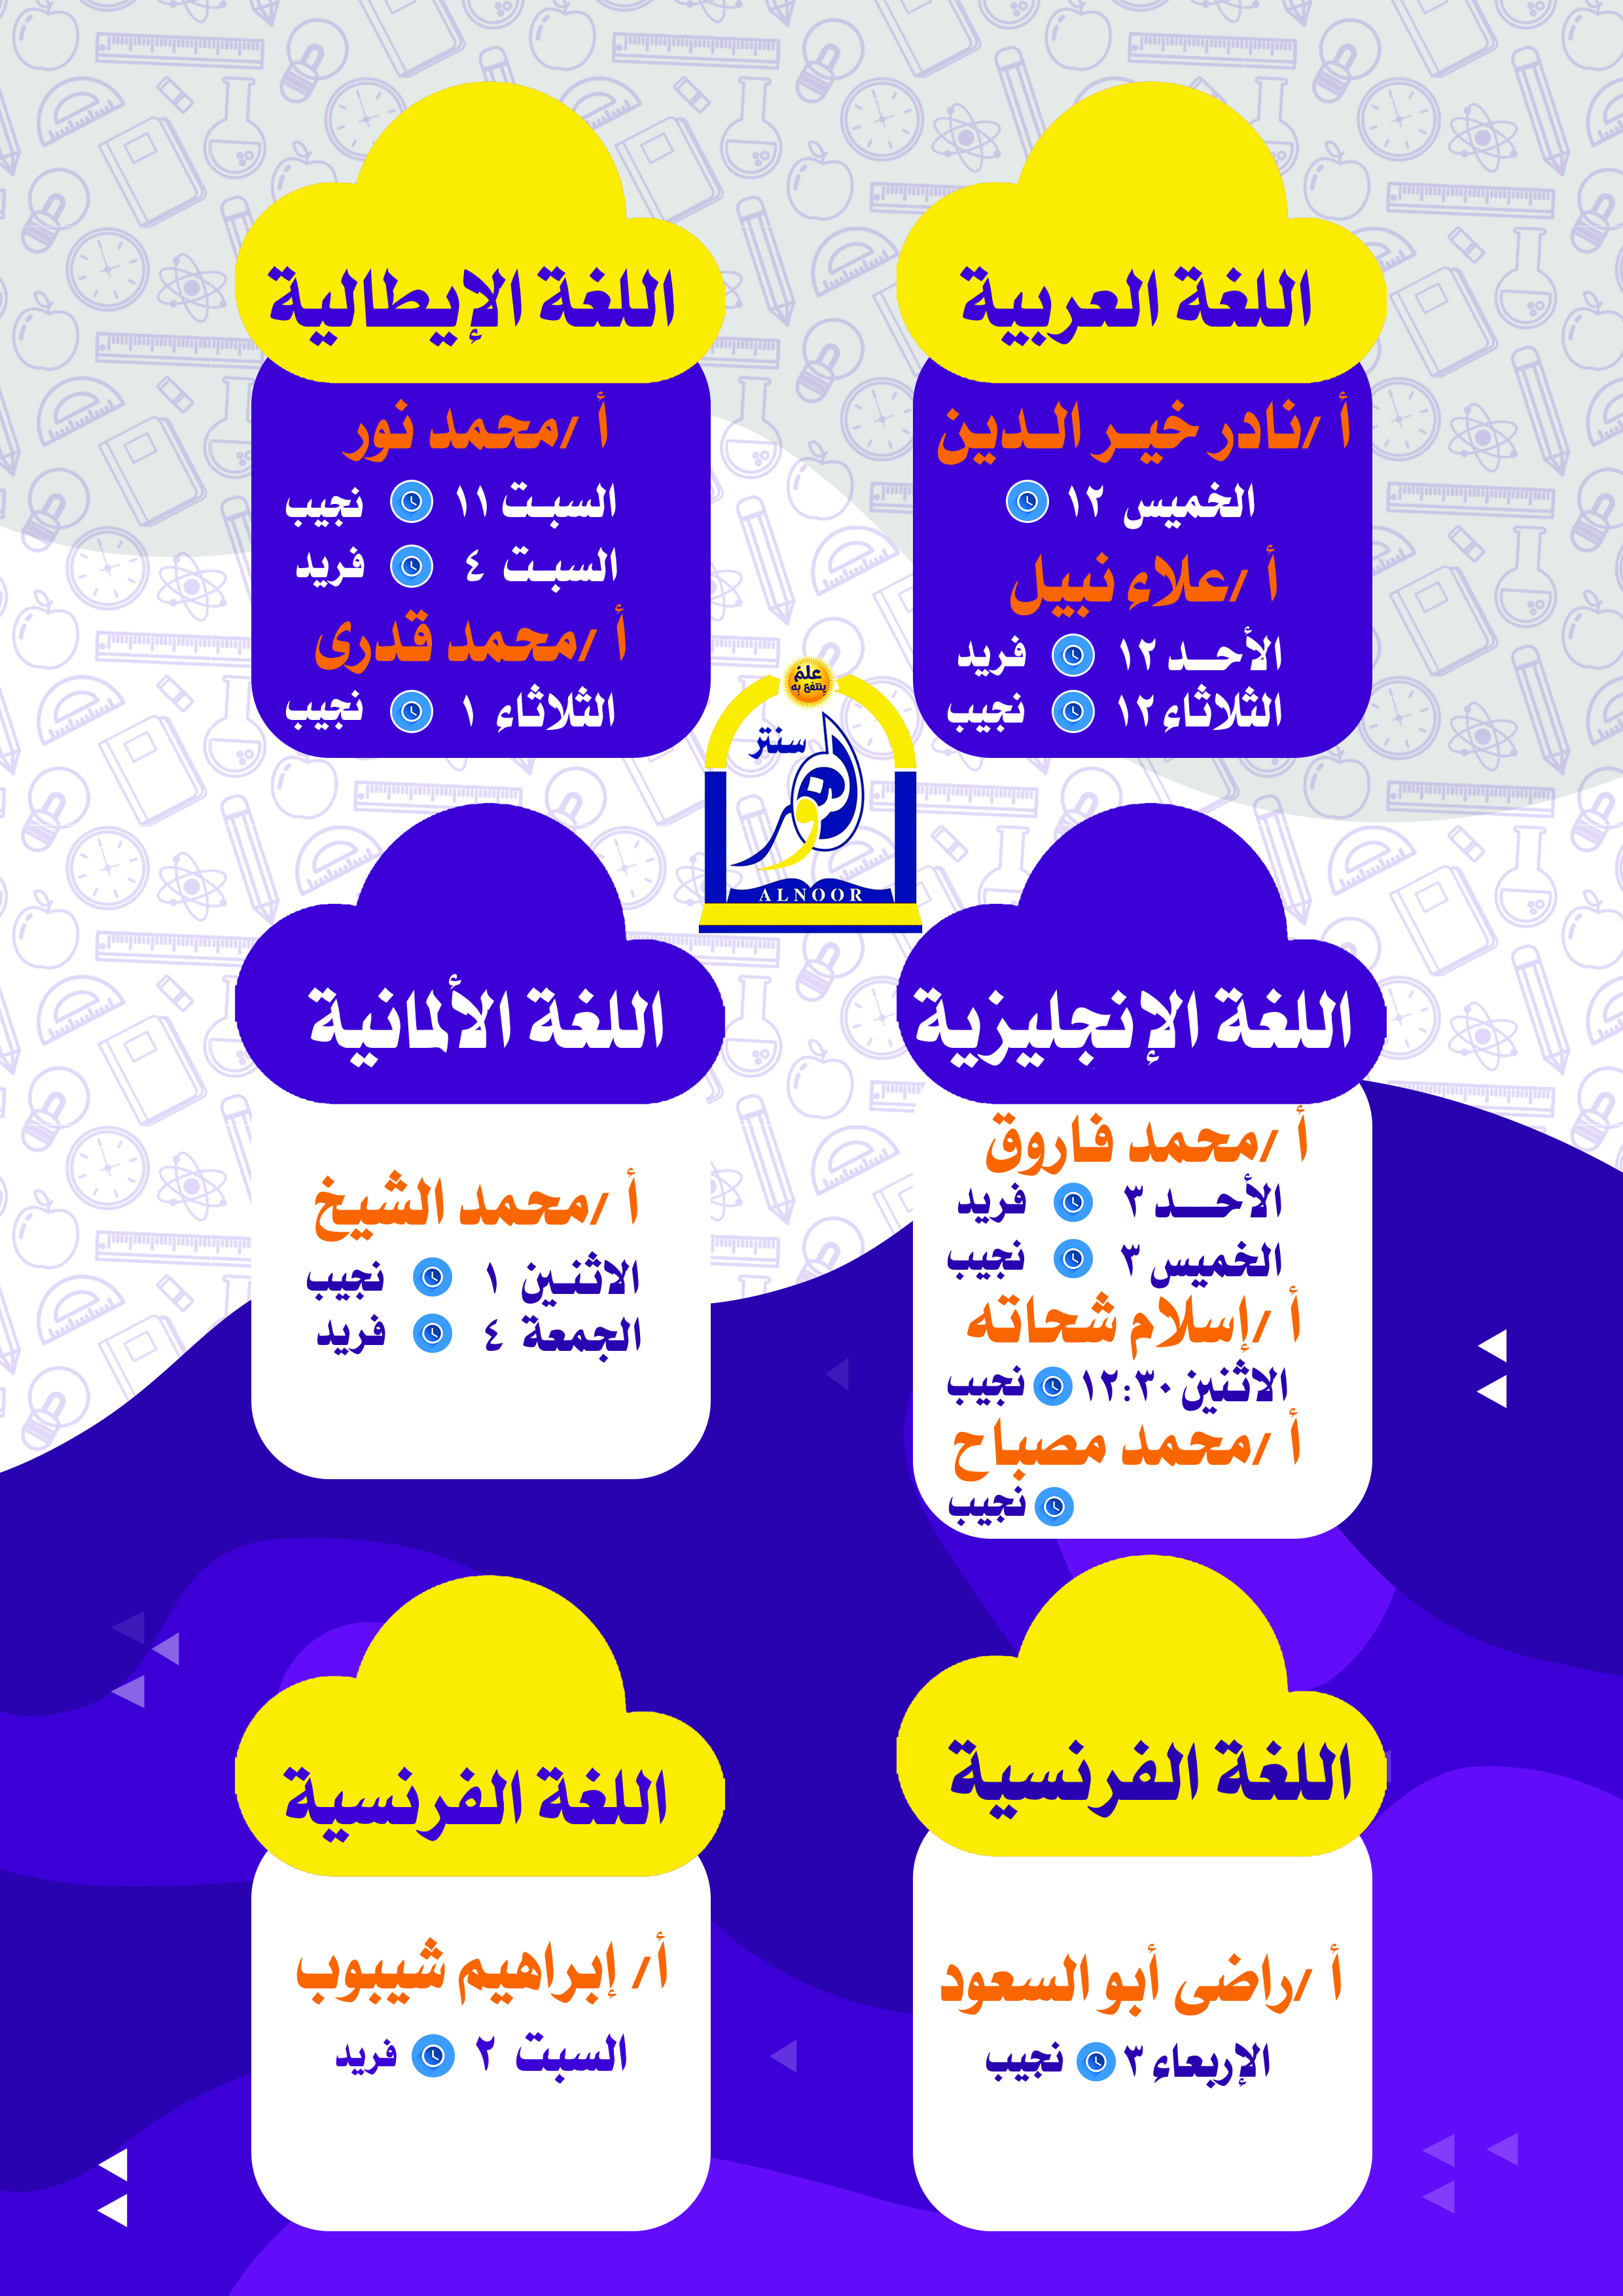 اللغة العربية
أ /نادر خير الدين
الخميس ١٢
أ /علاء نبيل
الأحد ١٢ فريد
الثلاثاء ١٢ نجيب
اللغة الإيطالية
أ /محمد نور
السبت ١١ نجيب
السبت ٤ فريد
أ /محمد قدرى
الثلاثاء ١ نجيب
علم
ينتفع به
سنتر
النور
ALNOOR
اللغة الإنجليزية
أ /محمد فاروق
الأحد ٣ فريد
الخميس ٣ نجيب
أ /إسلام شحاته
الاثنين ١٢:٣٠ نجيب
أ /محمد مصباح
نجيب
اللغة الألمانية
أ /محمد الشيخ
الاثنين ١ نجيب
الجمعة ٤ فريد
اللغة الفرنسية
أ /راضى أبو السعود
الإربعاء ٣ نجيب
اللغة الفرنسية
أ/ إبراهيم شيبوب
السبت ٢ فريد